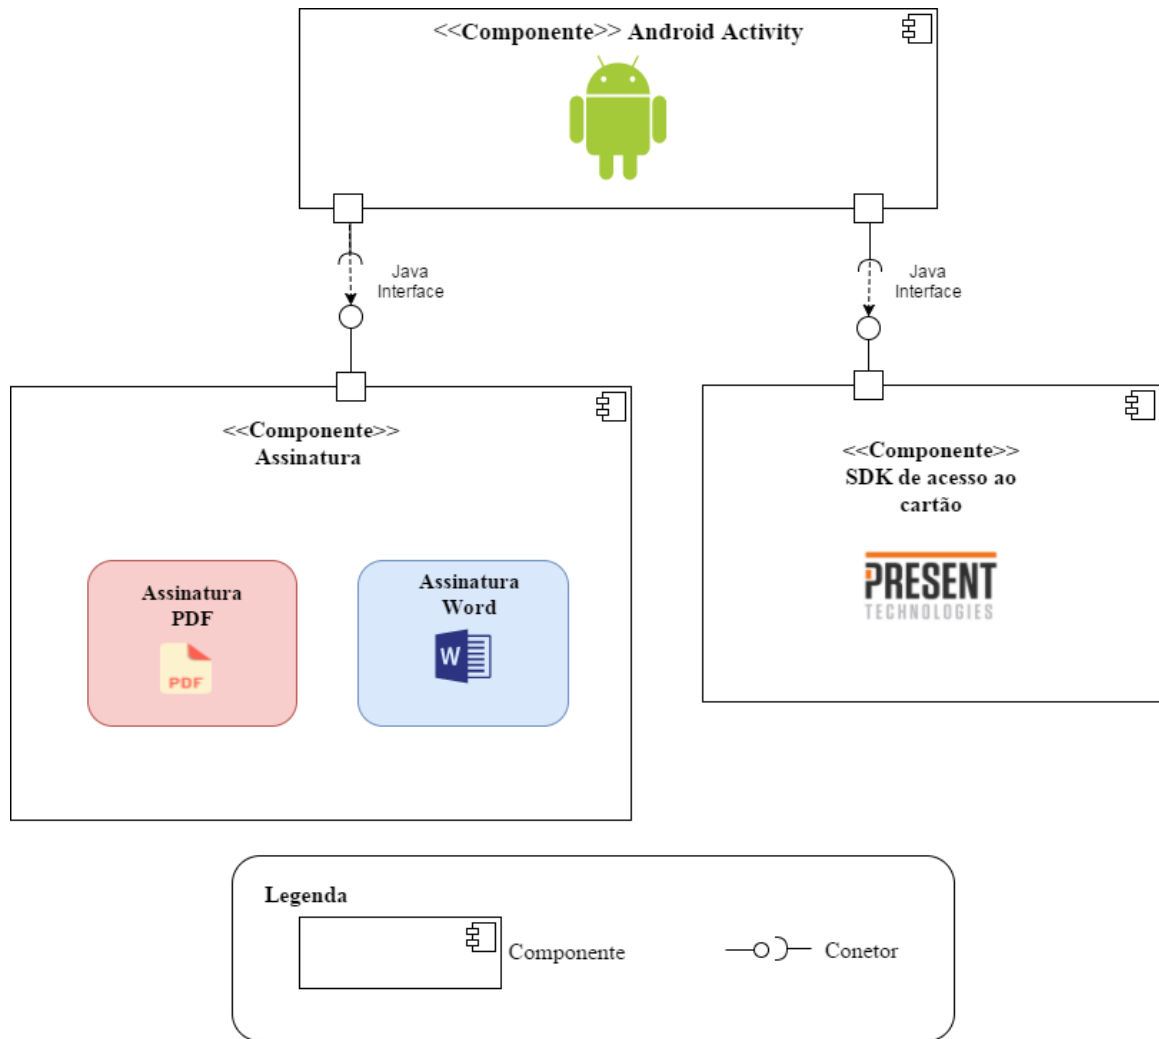 <<Componente>> Android Activity
Java
Interface
Java
Interface
<<Componente>>
Assinatura
<<Componente>>
SDK de acesso ao
cartão
Assinatura
PDF
PDF
Assinatura
Word
W
PRESENT
TECHNOLOGIES
Legenda
Componente
Conetor